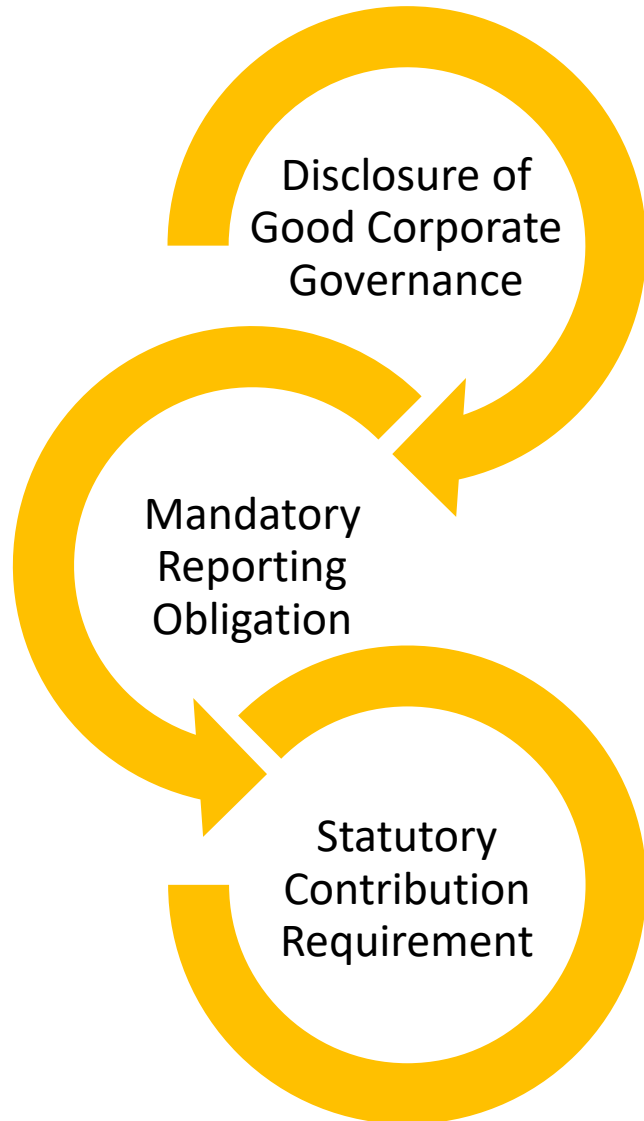 Disclosure of
Good Corporate
Governance
Mandatory
Reporting
Obligation
Statutory
Contribution
Requirement